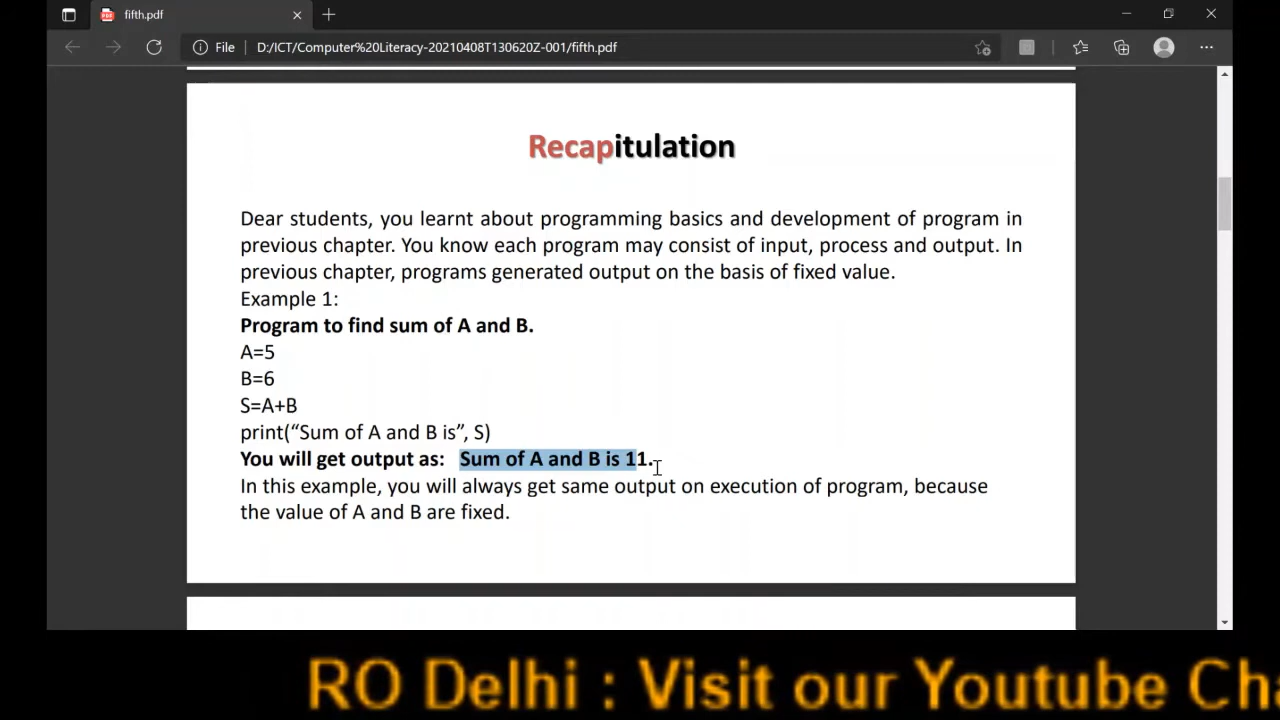 fifth.pdf
File
D:/ICT/Computer%20Literacy-20210408T130620Z-001/fifth.pdf
Recapitulation
Dear students, you learnt about programming basics and development of program in
previous chapter. You know each program may consist of input, process and output. In
previous chapter, programs generated output on the basis of fixed value.
Example 1:
Program to find sum of A and B.
A=5
B=6
S=A+B
print(“Sum of A and B is”, S)
You will get output as: Sum of A and B is 11.
In this example, you will always get same output on execution of program, because
the value of A and B are fixed.
RO Delhi : Visit our Youtube Cha